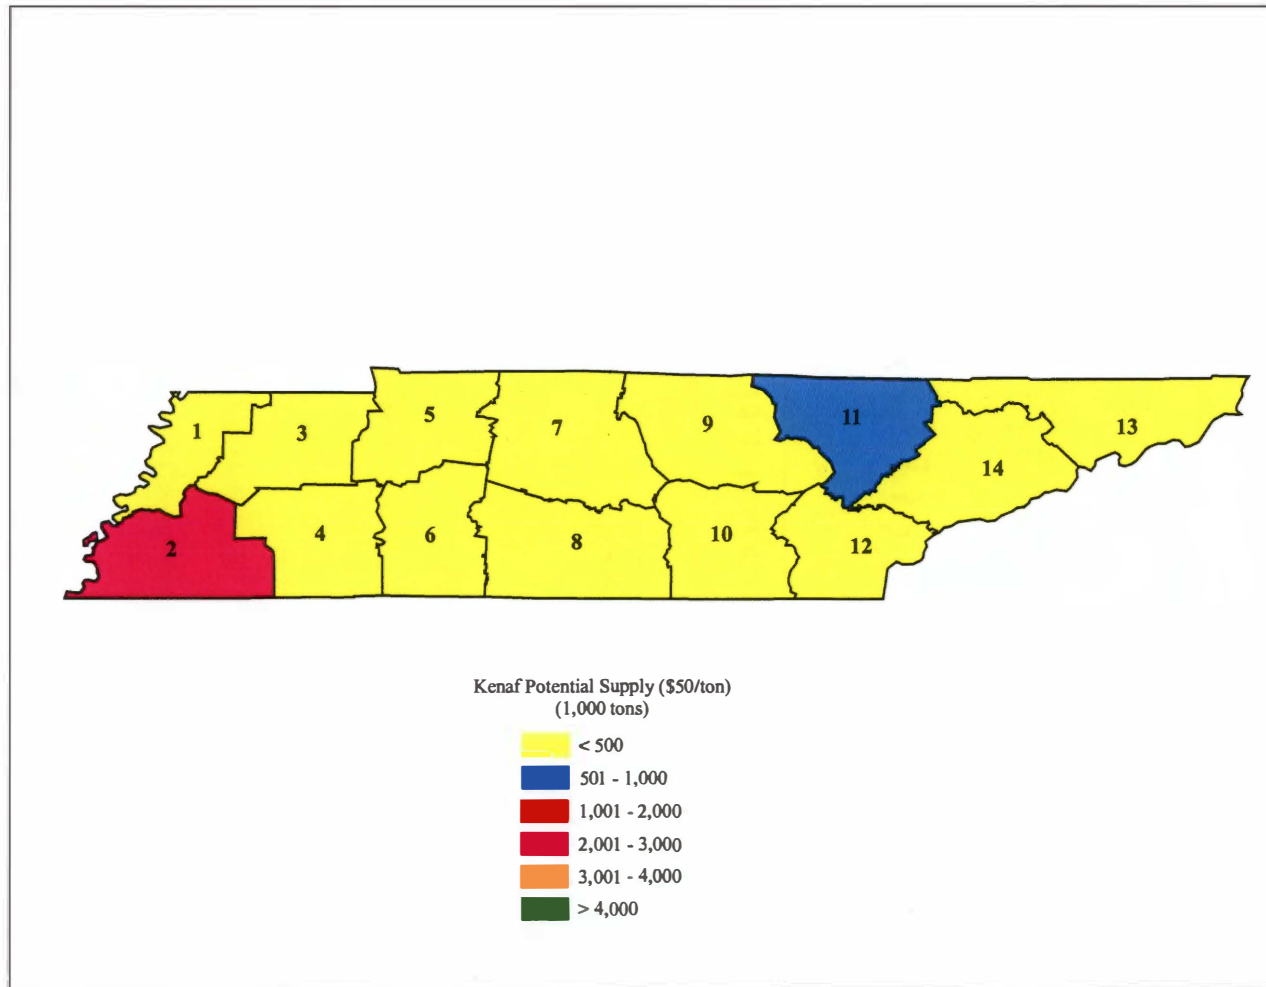 5
11
1
3
7
9
13
14
2
4
6
8
10
12
Kenaf Potential Supply ($50/ton)
(1,000 tons)
< 500
501 - 1,000
1,001 - 2,000
2,001 - 3,000
3,001 - 4,000
> 4,000